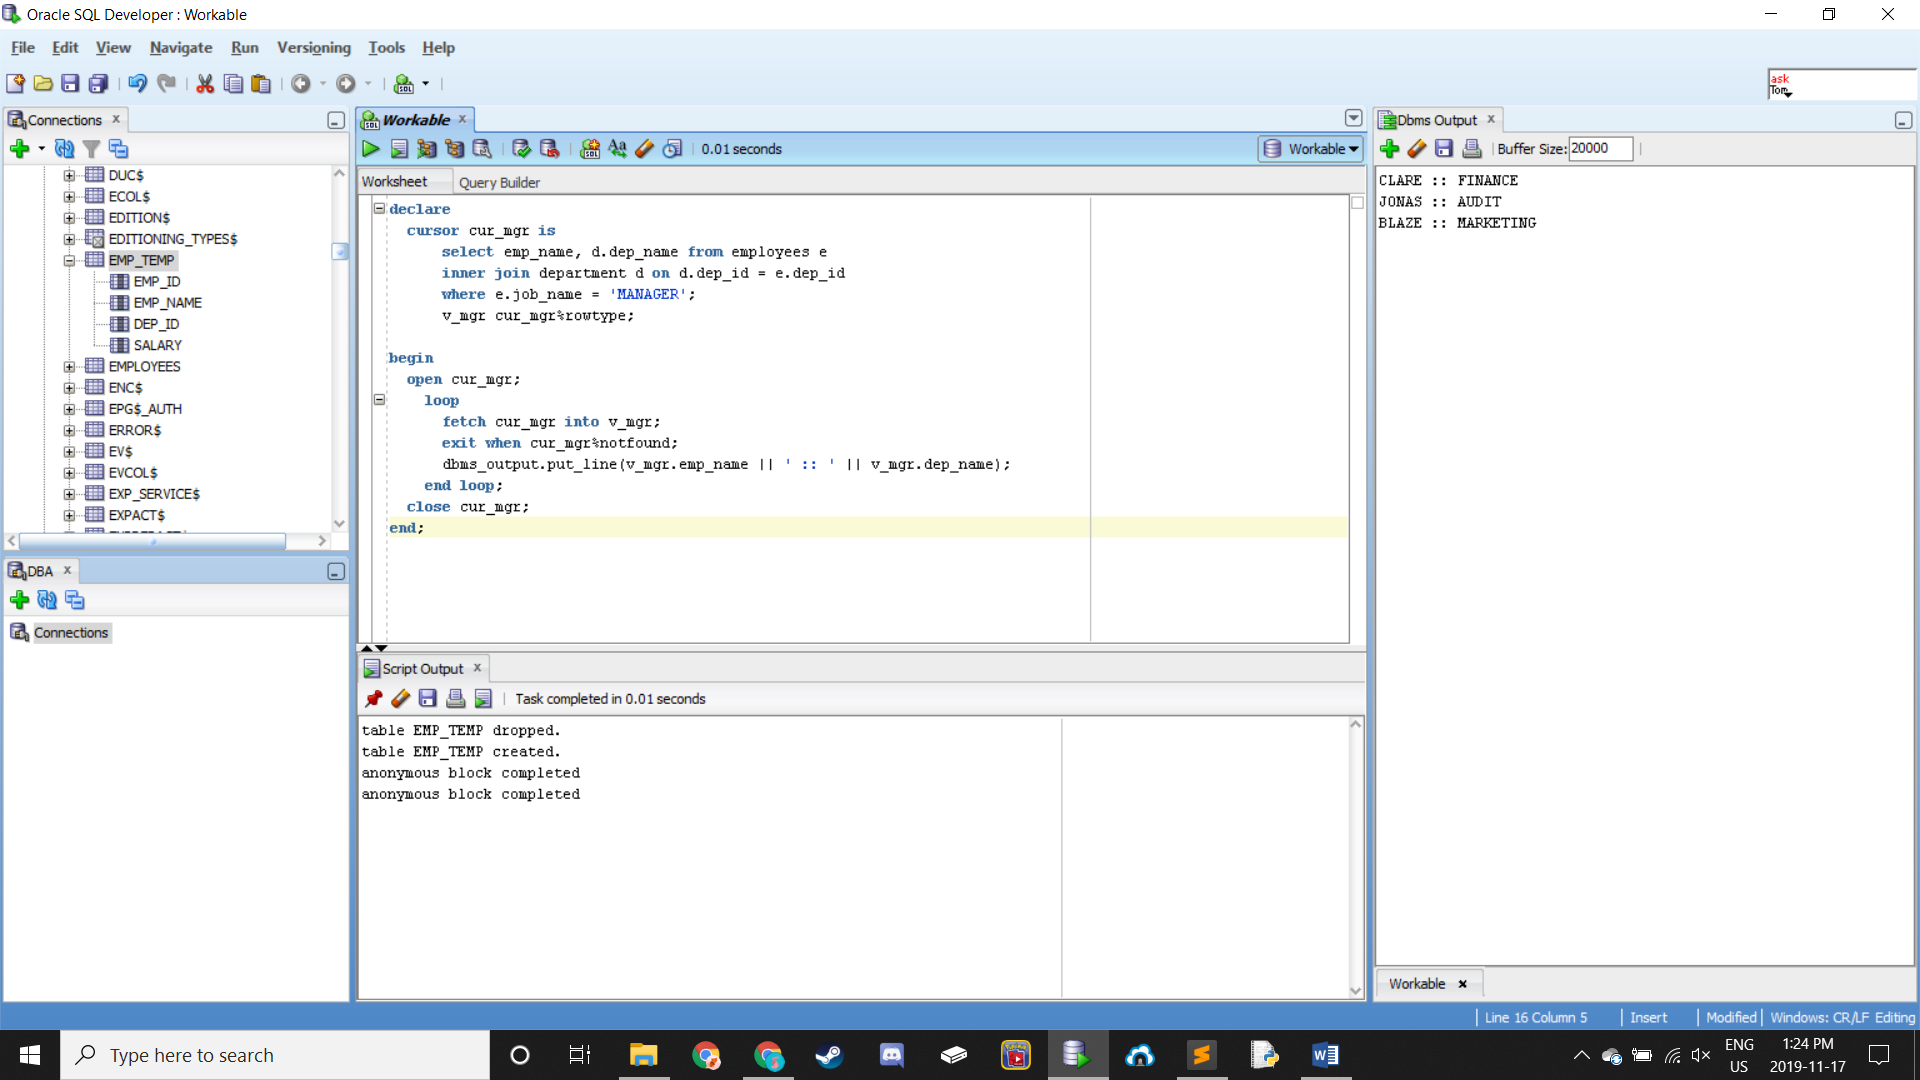 Oracle SQL Developer : Workable
File Edit View Navigate Run Versioning Tools Help
ask
Tom
Connections
DUC$
ECOL$
EDITION$
EDITIONING_TYPES$
EMP_TEMP
EMP_ID
EMP_NAME
DEP_ID
SALARY
EMPLOYEES
ENC$
EPG$_AUTH
ERROR$
EV$
EVCOL$
EXP_SERVICE$
EXPACT$
DBA
Connections
Workable
0.01 seconds
Workable
Worksheet Query Builder
declare
cursor cur_mgr is
select emp_name, d.dep_name from employees e
inner join department d on d.dep_id = e.dep_id
where e.job_name = 'MANAGER';
v_mgr cur_mgr%rowtype;
begin
open cur_mgr;
loop
fetch cur_mgr into v_mgr;
exit when cur_mgr%notfound;
dbms_output.put_line(v_mgr.emp_name || ' :: ' || v_mgr.dep_name);
end loop;
close cur_mgr;
end;
Script Output
Task completed in 0.01 seconds
table EMP_TEMP dropped.
table EMP_TEMP created.
anonymous block completed
anonymous block completed
Dbms Output
Buffer Size: 20000
CLARE :: FINANCE
JONAS :: AUDIT
BLAZE :: MARKETING
Workable
Line 16 Column 5 Insert Modified Windows: CR/LF Editing
Type here to search
ENG
US
1:24 PM
2019-11-17